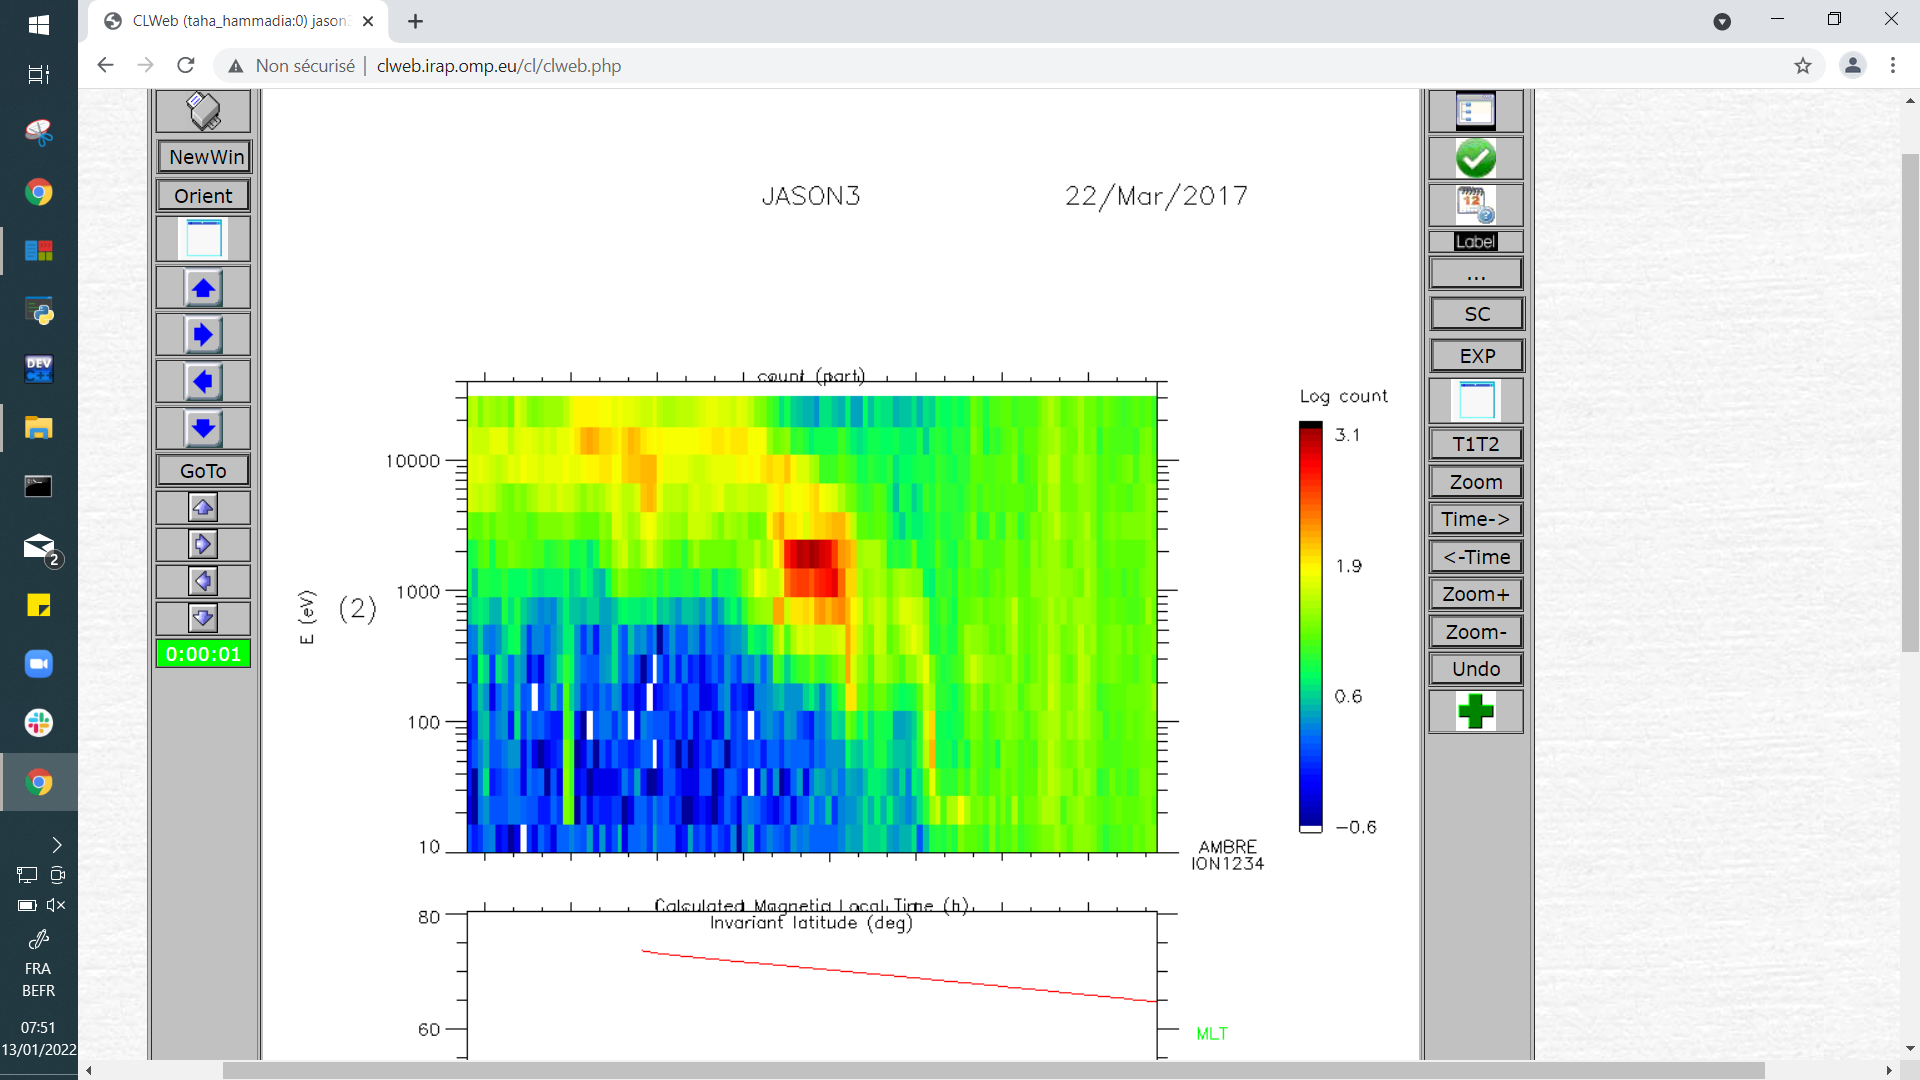 CLWeb (taha_hammadia:0) jason3
Non sécurisé
clweb.irap.omp.eu/cl/clweb.php
NewWin
Orient
GoTo
0:00:01
JASON3
22/Mar/2017
count (part)
10000
1000
100
10
E (eV)
(2)
Log count
3.1
1.9
0.6
−0.6
AMBRE
ION1234
Calculated Magnetic Local Time (h)
Invariant latitude (deg)
80
60
MLT
12
Label
...
SC
EXP
T1T2
Zoom
Time->
<-Time
Zoom+
Zoom-
Undo
DEV
C++
2
FRA
BEFR
07:51
13/01/2022